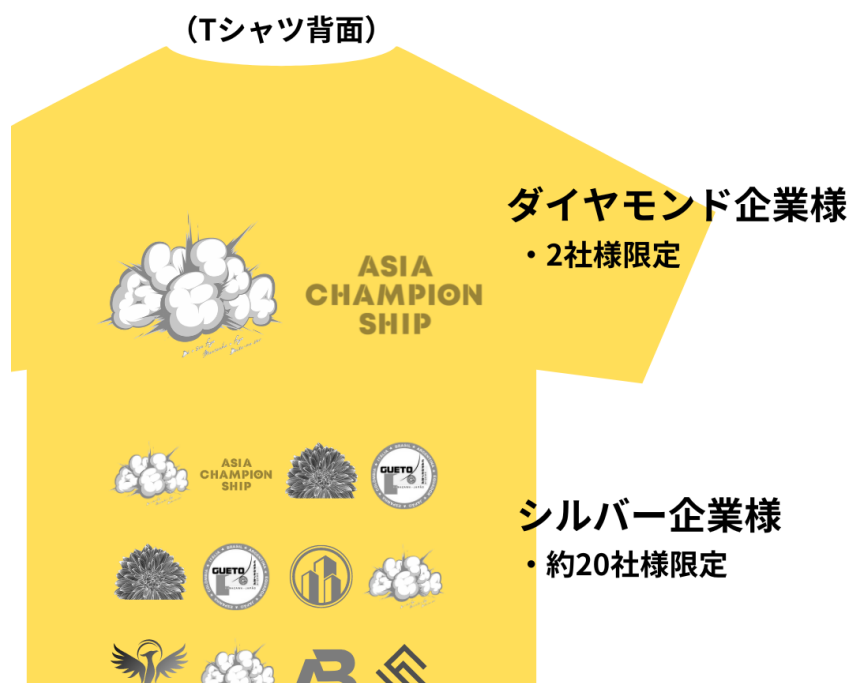 （Tシャツ背面）
ダイヤモンド企業様
・2社様限定
ASIA
CHAMPION
SHIP
ASIA
CHAMPION
SHIP
GUETO
シルバー企業様
・約20社様限定
GUETO
AB